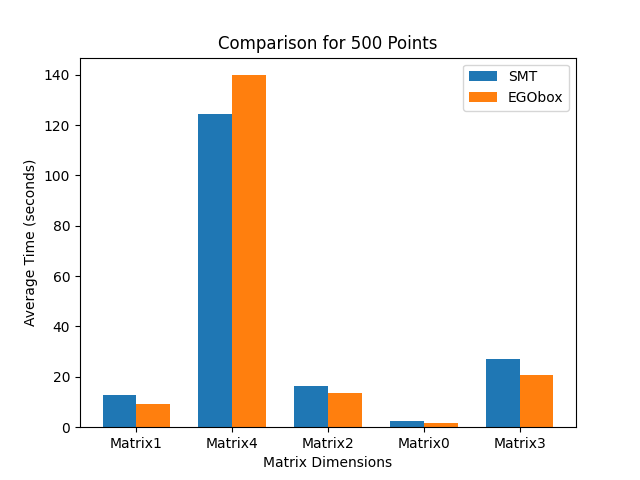 Comparison for 500 Points
SMT
EGObox
Average Time (seconds)
140
120
100
80
60
40
20
0
Matrix1 Matrix4 Matrix2 Matrix0 Matrix3
Matrix Dimensions